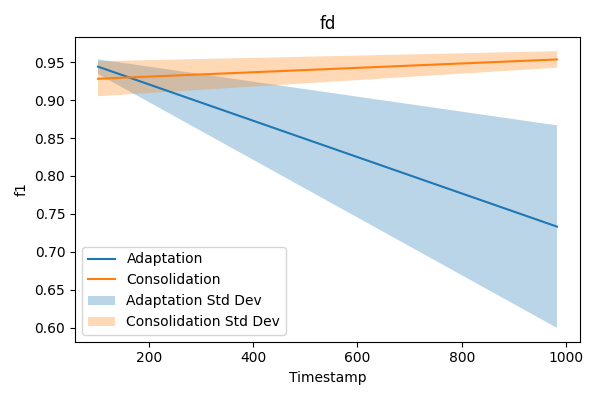 fd
f1
0.95
0.90
0.85
0.80
0.75
0.70
0.65
0.60
Adaptation
Consolidation
Adaptation Std Dev
Consolidation Std Dev
200
400
600
800
1000
Timestamp